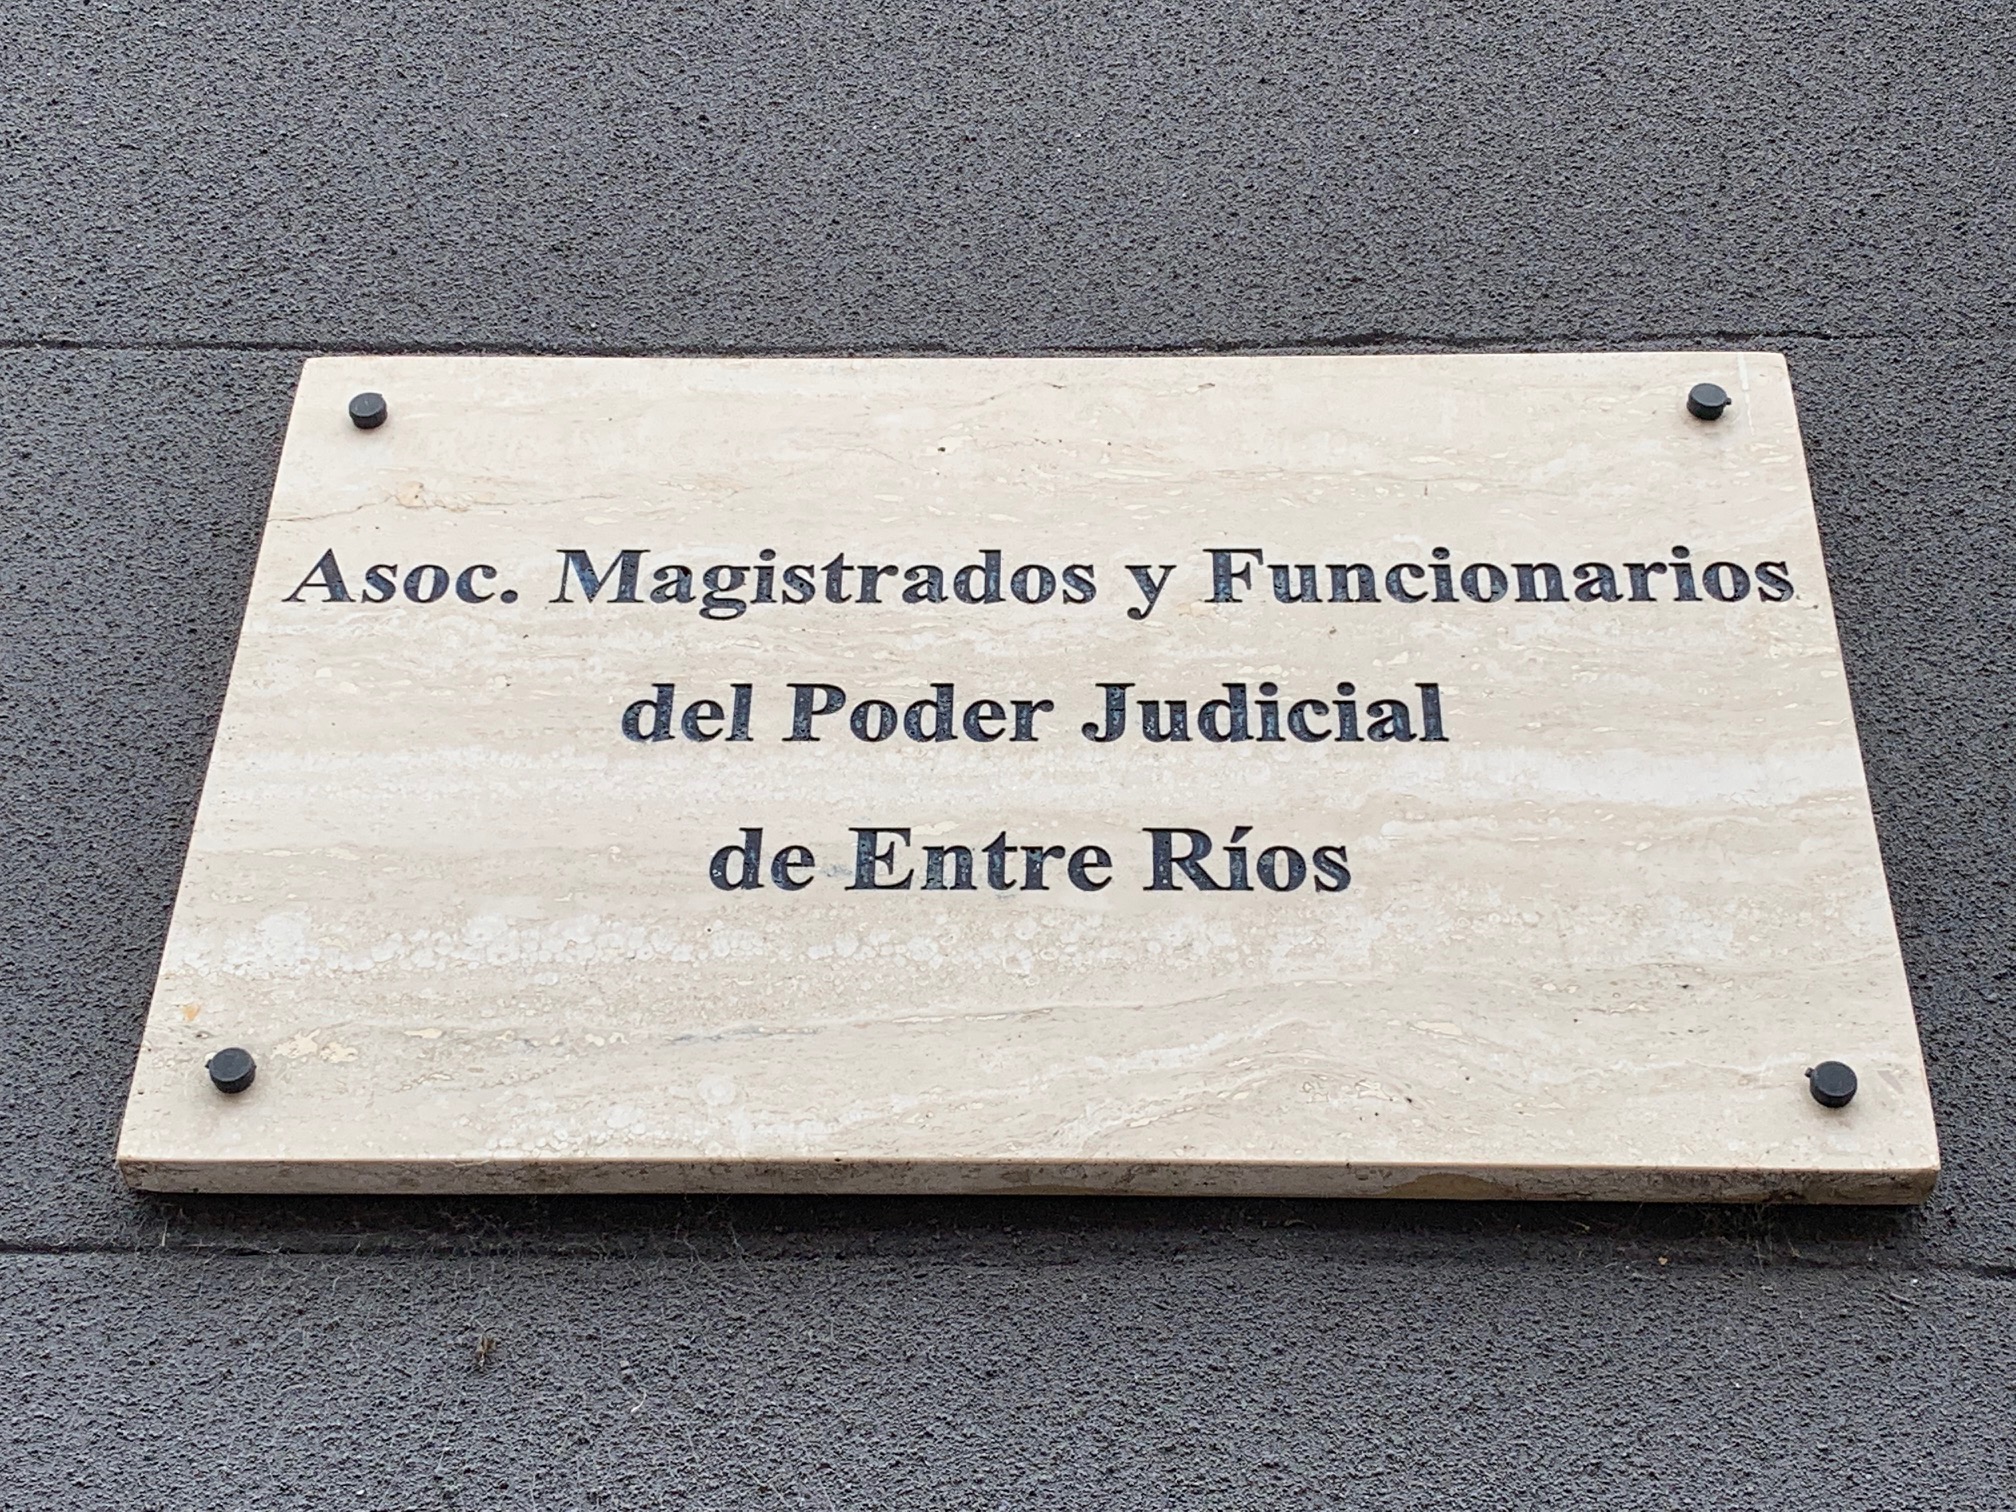 Asoc. Magistrados y Funcionarios
del Poder Judicial
de Entre Ríos